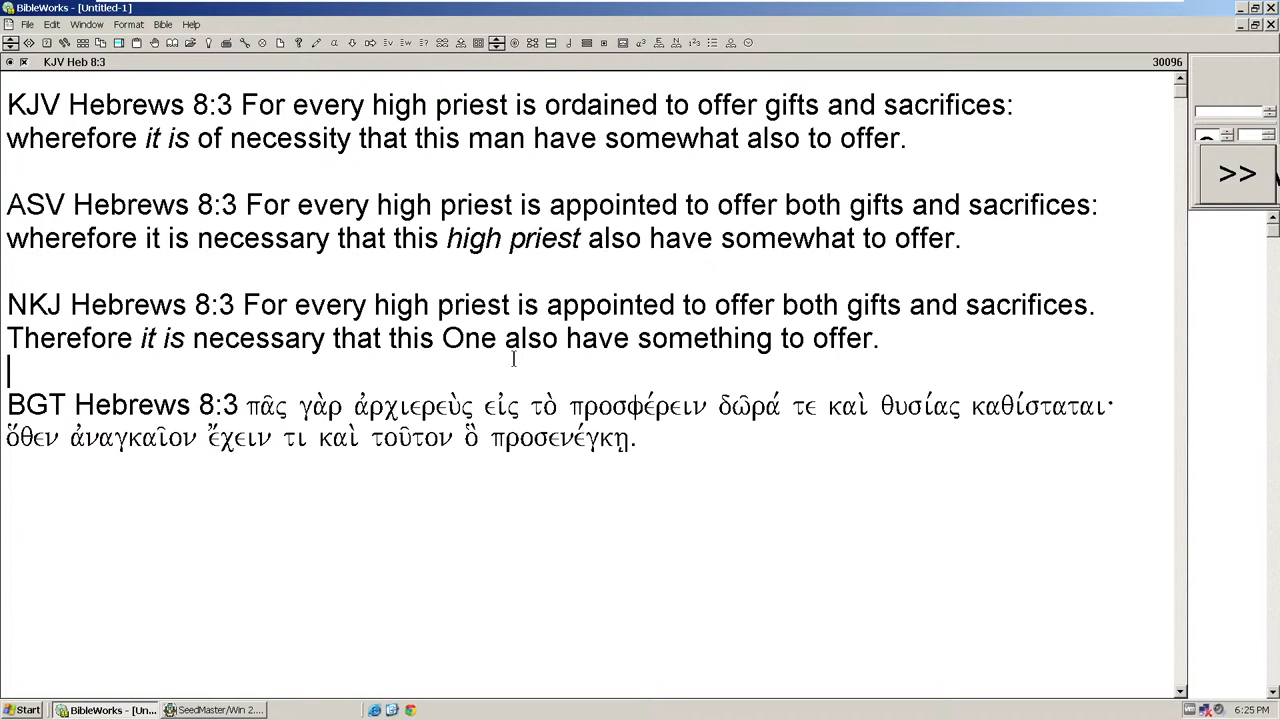 BibleWorks - [Untitled-1]
File Edit Window Format Bible Help
KJV Heb 8:3 30096
KJV Hebrews 8:3 For every high priest is ordained to offer gifts and sacrifices:
wherefore it is of necessity that this man have somewhat also to offer.
ASV Hebrews 8:3 For every high priest is appointed to offer both gifts and sacrifices:
wherefore it is necessary that this high priest also have somewhat to offer.
NKJ Hebrews 8:3 For every high priest is appointed to offer both gifts and sacrifices.
Therefore it is necessary that this One also have something to offer.
BGT Hebrews 8:3 πᾶς γὰρ ἀρχιερεὺς εἰς τὸ προσφέρειν δῶρά τε καὶ θυσίας καθίσταται·
ὅθεν ἀναγκαῖον ἔχειν τι καὶ τοῦτον ὃ προσενέγκῃ.
>>
Start BibleWorks - [Un... SeedMaster/Win 2.... 6:25 PM